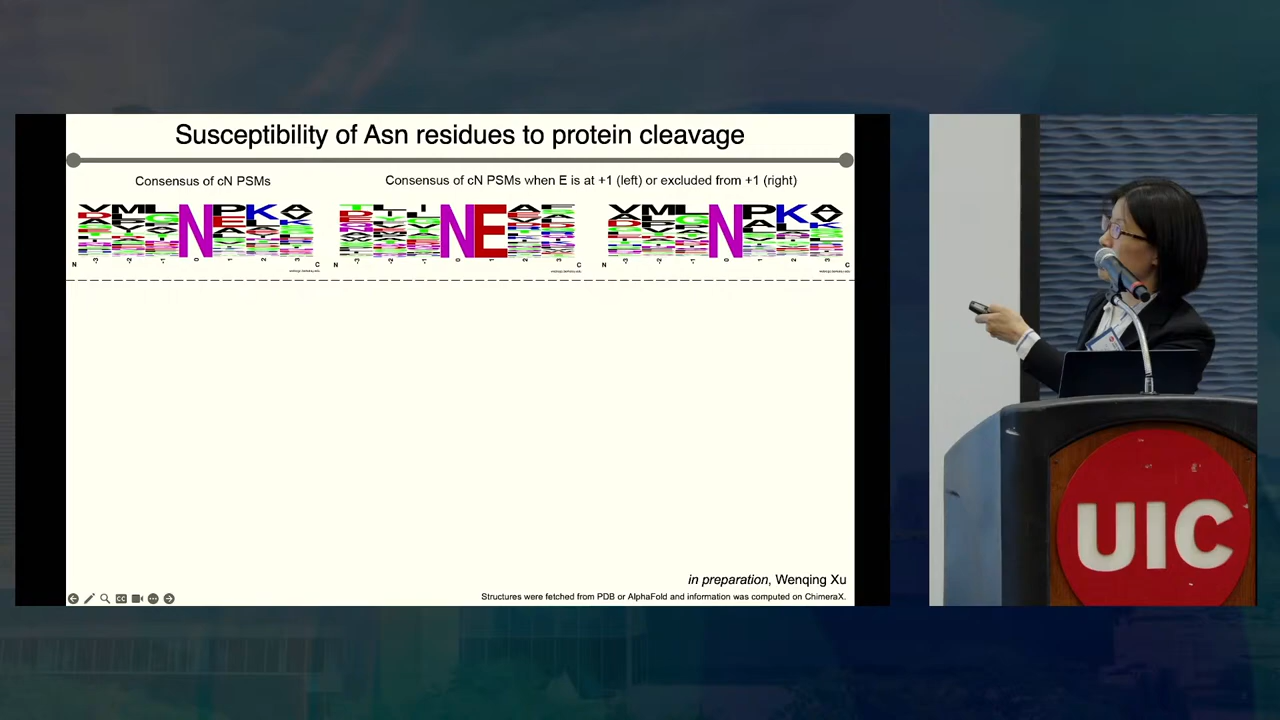 Susceptibility of Asn residues to protein cleavage
Consensus of cN PSMs
Consensus of cN PSMs when E is at +1 (left) or excluded from +1 (right)
N
NE
N
in preparation, Wenqing Xu
Structures were fetched from PDB or AlphaFold and information was computed on ChimeraX.
UIC